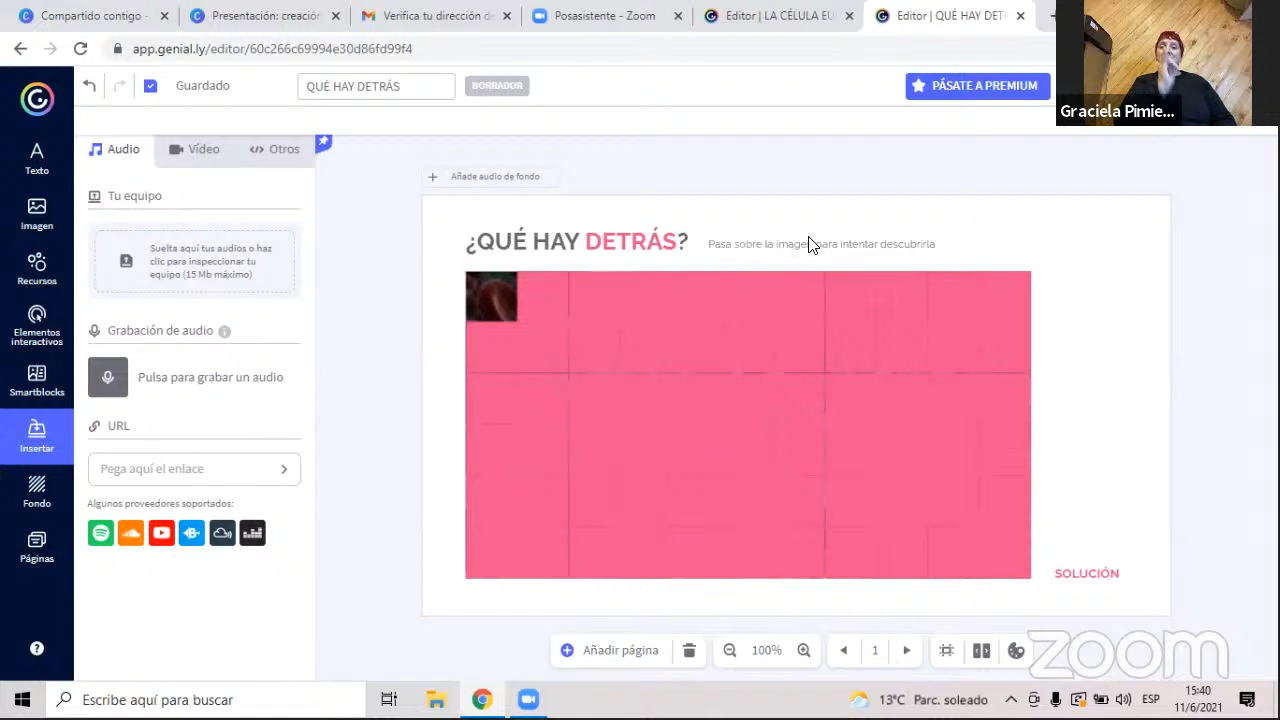 Compartido contigo
Presentación: creación
Verifica tu dirección d
Posasistente - Zoom
Editor | LA CÉLULA EU
Editor | QUÉ HAY DET
app.genial.ly/editor/60c266c69994e30d86fd99f4
Guardado
QUÉ HAY DETRÁS
BORRADOR
PÁSATE A PREMIUM
Graciela Pimie...
Texto
Imagen
Recursos
Elementos
interactivos
Smartblocks
Insertar
Fondo
Páginas
Audio
Vídeo
Otros
Tu equipo
Suelta aquí tus audios o haz
clic para inspeccionar tu
equipo (15 Mb máximo)
Grabación de audio
Pulsa para grabar un audio
URL
Pega aquí el enlace
Algunos proveedores soportados:
Añade audio de fondo
¿QUÉ HAY DETRÁS?
Pasa sobre la imagen para intentar descubrirla
SOLUCIÓN
Añadir página
100%
1
zoom
Escribe aquí para buscar
13°C Parc. soleado
ESP
15:40
11/6/2021